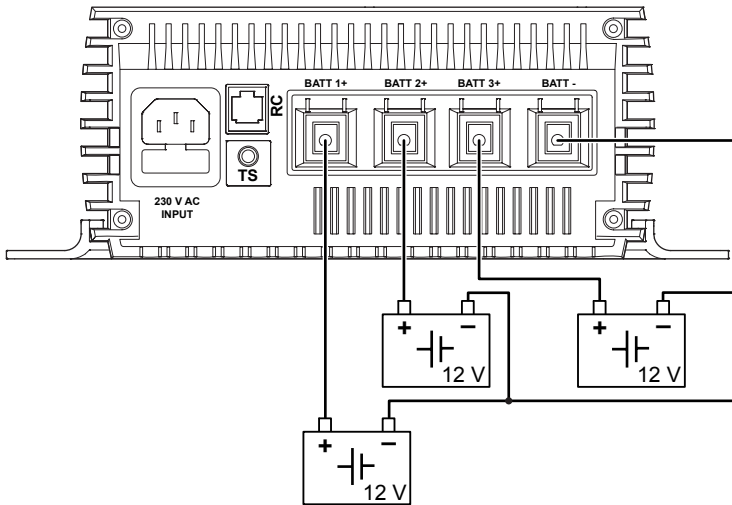 BATT 1+
BATT 2+
BATT 3+
BATT -
RC
TS
230 V AC
INPUT
+ −
12 V
+ −
12 V
+ −
12 V